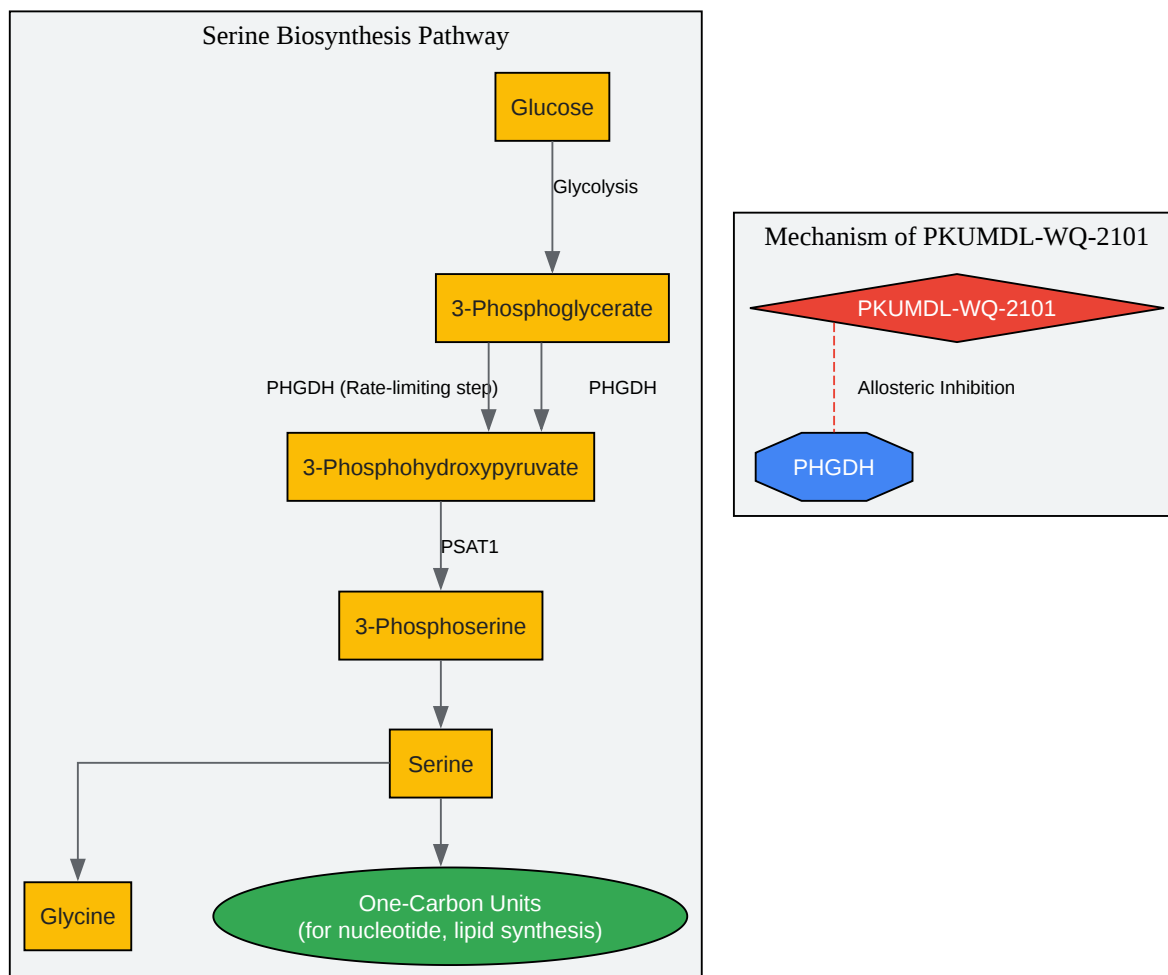 Serine Biosynthesis Pathway
Glucose
Glycolysis
3-Phosphoglycerate
PHGDH (Rate-limiting step)
PHGDH
3-Phosphohydroxypyruvate
PSAT1
3-Phosphoserine
Serine
Glycine
One-Carbon Units
(for nucleotide, lipid synthesis)
Mechanism of PKUMDL-WQ-2101
PKUMDL-WQ-2101
Allosteric Inhibition
PHGDH